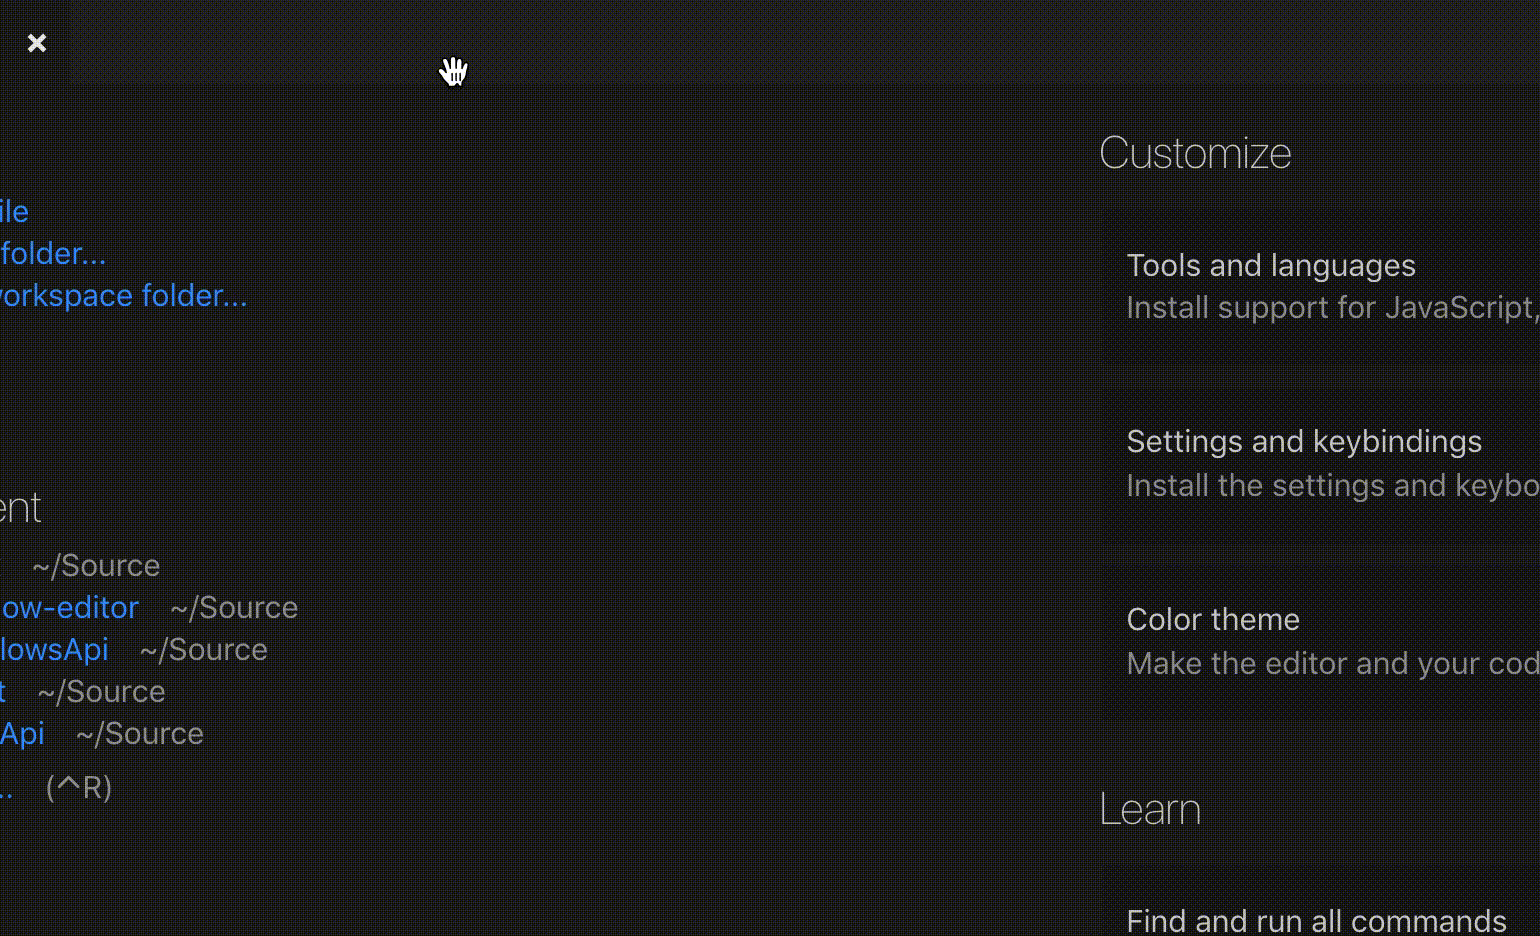 ile
folder...
orkspace folder...
ent
~/Source
ow-editor ~/Source
lowsApi ~/Source
t ~/Source
Api ~/Source
.. (^R)
Customize
Tools and languages
Install support for JavaScript,
Settings and keybindings
Install the settings and keybo
Color theme
Make the editor and your cod
Learn
Find and run all commands